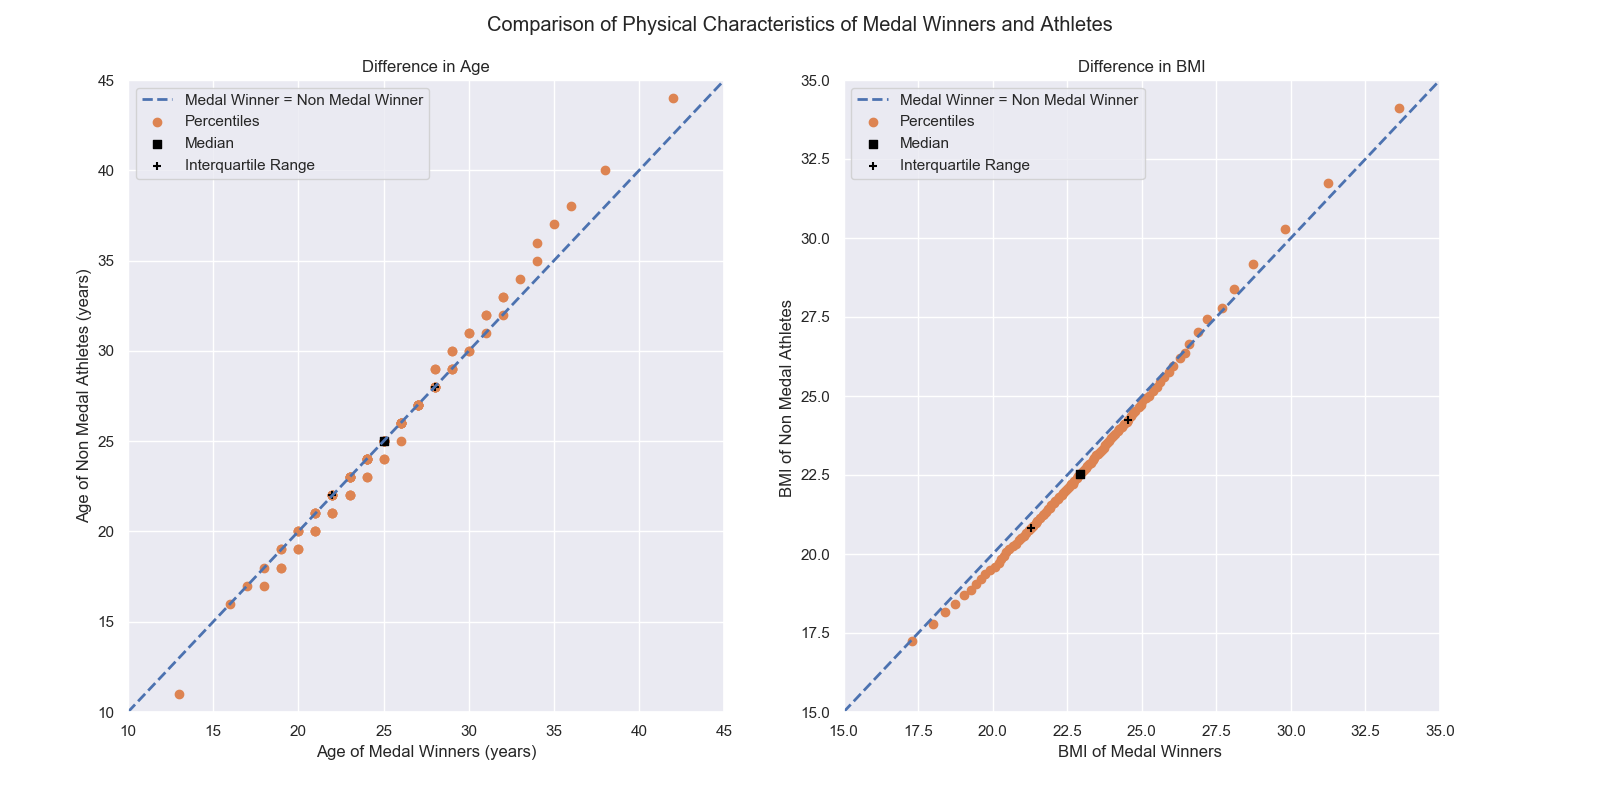 Comparison of Physical Characteristics of Medal Winners and Athletes
Difference in Age
45
40
35
30
25
20
15
10
Age of Non Medal Athletes (years)
Medal Winner = Non Medal Winner
Percentiles
Median
Interquartile Range
10 15 20 25 30 35 40 45
Age of Medal Winners (years)
Difference in BMI
35.0
32.5
30.0
27.5
25.0
22.5
20.0
17.5
15.0
BMI of Non Medal Athletes
Medal Winner = Non Medal Winner
Percentiles
Median
Interquartile Range
15.0 17.5 20.0 22.5 25.0 27.5 30.0 32.5 35.0
BMI of Medal Winners